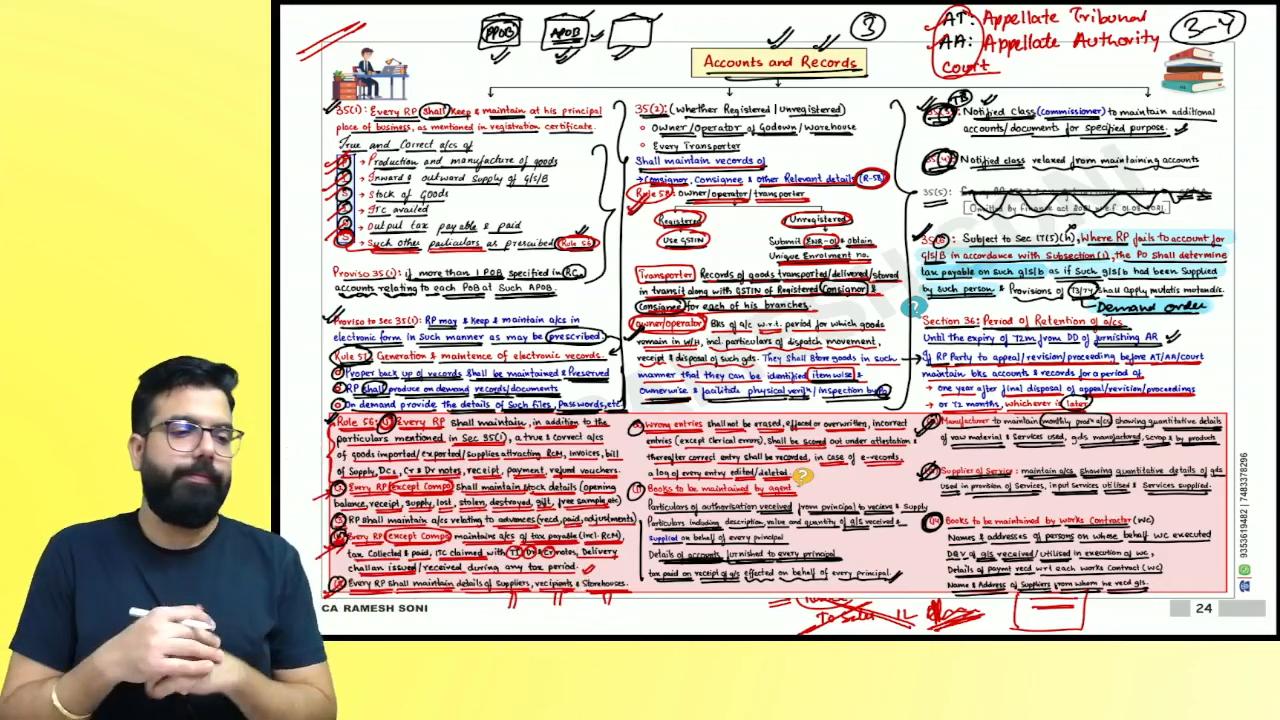 PPOB
APOB
3
AT: Appellate Tribunal
AA: Appellate Authority
Court
3-4
Accounts and Records
35(1): Every RP Shall Keep & maintain at his principal
place of business, as mentioned in registration certificate.
True and Correct a/cs of
Production and manufacture of goods
Inward & outward supply of G/S/B
Stock of Goods
ITC availed
Output tax payable & paid
Such other particulars as prescribed (Rule 56)
Proviso 35(1): if more than 1 POB specified in RC,
accounts relating to each POB at Such APOB.
Proviso to Sec 35(1): RP may & Keep & maintain a/cs in
electronic form in Such manner as may be prescribed.
Rule 57 Generation & maintence of electronic records.
Proper back up of records Shall be maintained & Preserved
RP shall produce on demand records/documents
On demand provide the details of Such files, Passwords, etc
35(2): (whether Registered/Unregistered)
Owner/Operator of Godown/Warehouse
Every Transporter
Shall maintain records of
→ Consignor, Consignee & other Relevant details (R-58)
Rule 58: Owner/operator/transporter
Registered
Unregistered
Use GSTIN
Submit ENR-01 & obtain
Unique Enrolment no.
Transporter Records of goods transported/delivered/Stored
in transit along with GSTIN of Registered Consignor &
Consignee for each of his branches.
Owner/operator Bks of a/c w.r.t. period for which goods
remain in W/H, incl. particulars of dispatch, movement,
receipt & disposal of such gds. They shall Store goods in such
manner that they can be identified itemwise &
ownerwise & facilitate physical verifn/inspection by PO
35(3): Notified Class (Commissioner) to maintain additional
accounts/documents for specified purpose.
35(4): Notified class relaxed from maintaining accounts
35(5):
Omitted by Finance act 2021 w.e.f 01.08.2021
35(6): Subject to Sec 17(5)(h), Where RP fails to account for
G/S/B in accordance with Subsection(1), the PO Shall determine
tax payable on such g/s/b as if Such g/s/b had been Supplied
by such person & Provisions of 73/74 Shall apply mutatis mutandis.
Demand order
Section 36: Period of Retention of a/cs
Until the expiry of 72m from DD of furnishing AR
If RP Party to appeal/revision/proceeding before AT/AA/court
maintain bks accounts & records for a period of
→ one year after final disposal of appeal/revision/proceedings
→ or 72 months, whichever is later
Rule 56: Every RP Shall maintain, in addition to the
particulars mentioned in Sec 35(1), a true & correct a/cs
of goods imported/exported/supplies attracting RCM, invoices, bill
of Supply, DCs, Cr & Dr notes, receipt, payment, refund vouchers.
Every RP (except Compo) Shall maintain Stock details (opening
balance, receipt, supply, lost, stolen, destroyed, gift, free sample, etc)
RP shall maintain a/cs relating to advances (recd, paid, adjustments)
Every RP (except Compo) maintains a/cs of tax payable (incl. RCM),
tax Collected & paid, ITC claimed with TI, Dr & Cr notes, Delivery
challan issued/received during any tax period.
Every RP Shall maintain details of Suppliers, recipients & Storehouses.
Wrong entries shall not be erased, effaced or overwritten, incorrect
entries (except Clerical errors), Shall be scored out under attestation &
thereafter correct entry shall be recorded, in case of e-records,
a log of every entry edited/deleted.
Books to be maintained by agent
Particulars of authorisation received from principal to recieve & Supply
Particulars including description, value and quantity of g/s received &
Supplied on behalf of every principal
Details of accounts furnished to every principal
tax paid on receipt of g/s effected on behalf of every principal.
Manufacturer to maintain monthly prodn a/cs showing quantitative details
of raw material & Services used, gds manufactured, scrap & by products
Supplier of Service: maintain a/cs showing quantitative details of gds
Used in provision of Services, input Services utilised & Services supplied.
Books to be maintained by works Contractor (WC)
Names & addresses of persons on whose behalf WC executed
DQV of g/s received/Utilised in execution of WC,
Details of paymt recd wrt each works Contract (WC)
Name & Address of Suppliers from whom he recd g/s.
CA RAMESH SONI
24
9353619482 | 7483378296